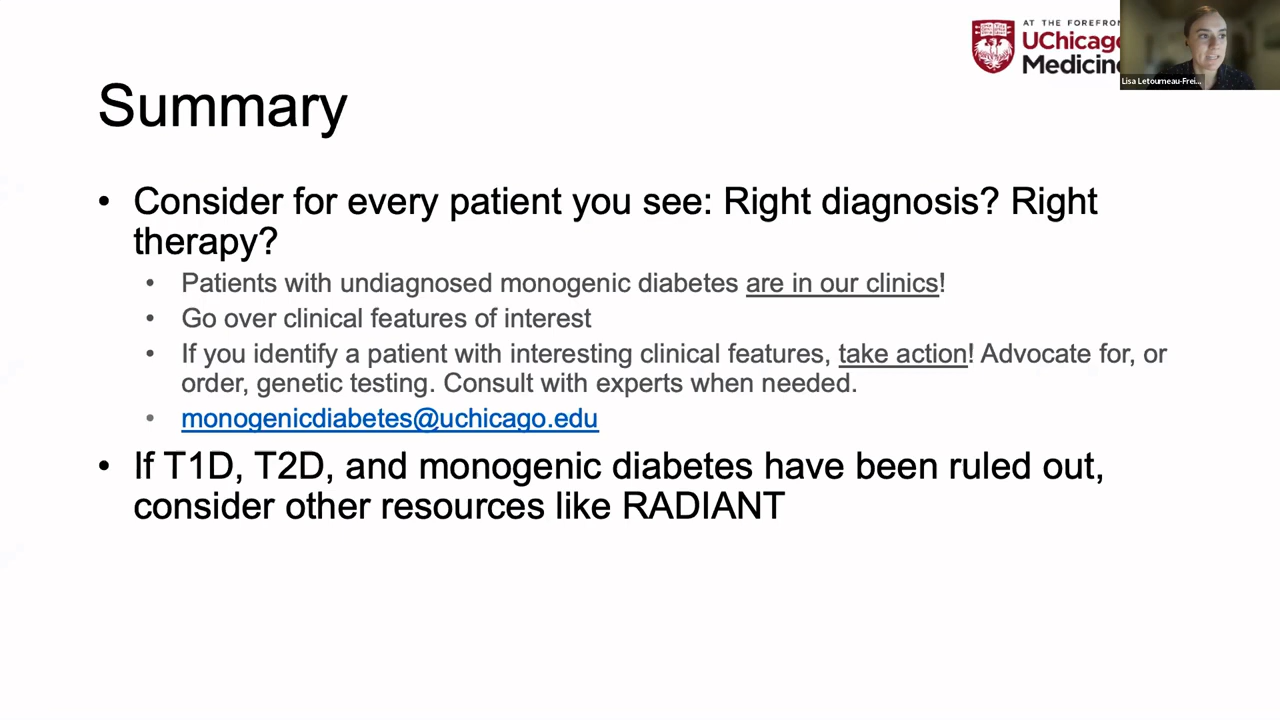 AT THE FOREFRO
UChicago
Medicine
Lisa Letourneau-Frei...
Summary
• Consider for every patient you see: Right diagnosis? Right
therapy?
• Patients with undiagnosed monogenic diabetes are in our clinics!
• Go over clinical features of interest
• If you identify a patient with interesting clinical features, take action! Advocate for, or
order, genetic testing. Consult with experts when needed.
• monogenicdiabetes@uchicago.edu
• If T1D, T2D, and monogenic diabetes have been ruled out,
consider other resources like RADIANT